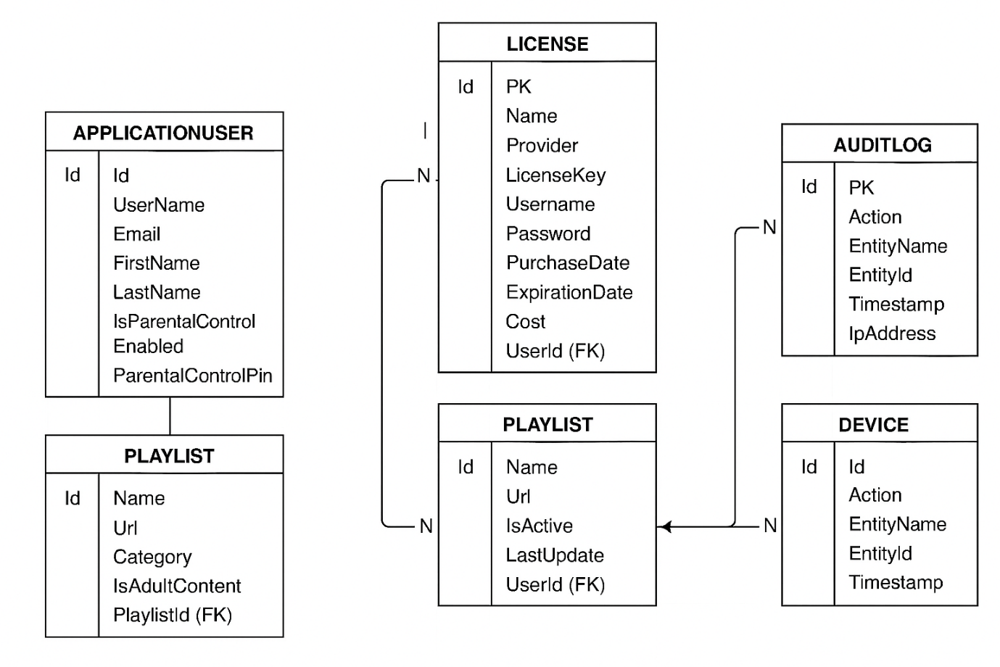 APPLICATIONUSER
Id
Id
UserName
Email
FirstName
LastName
IsParentalControl
Enabled
ParentalControlPin
PLAYLIST
Id
Name
Url
Category
IsAdultContent
PlaylistId (FK)
LICENSE
Id
PK
Name
Provider
LicenseKey
Username
Password
PurchaseDate
ExpirationDate
Cost
UserId (FK)
I
N
PLAYLIST
Id
Name
Url
IsActive
LastUpdate
UserId (FK)
N
AUDITLOG
Id
PK
Action
EntityName
EntityId
Timestamp
IpAddress
N
DEVICE
Id
Id
Action
EntityName
EntityId
Timestamp
N